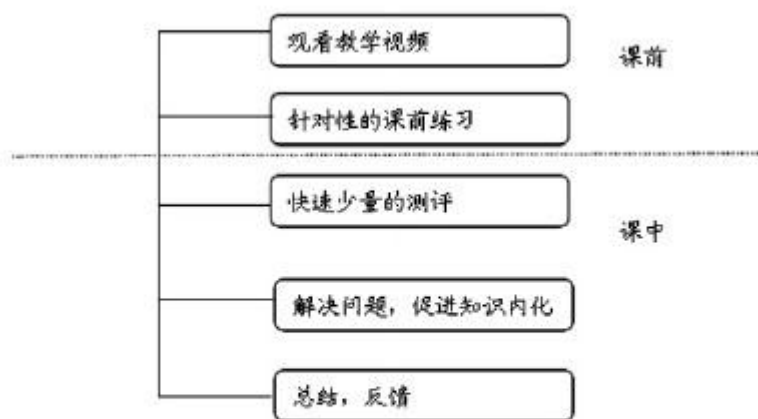 观看教学视频
课前
针对性的课前练习
快速少量的测评
课中
解决问题，促进知识内化
总结，反馈